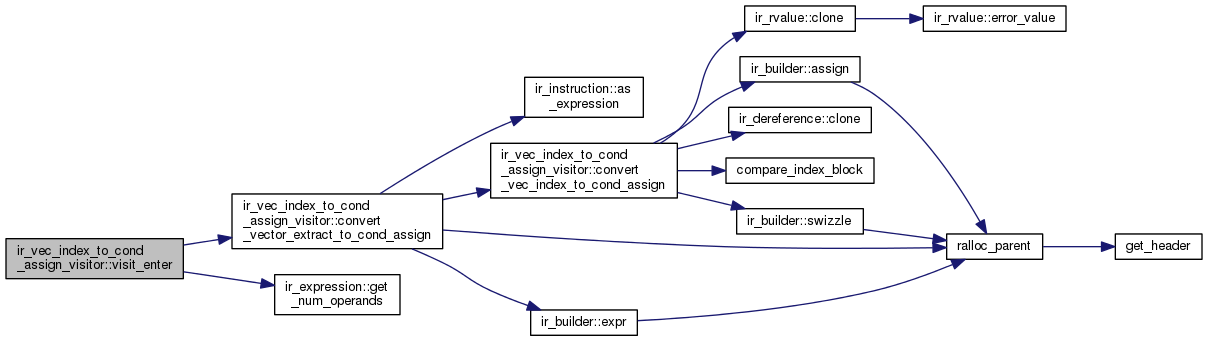 ir_vec_index_to_cond
_assign_visitor::visit_enter
ir_vec_index_to_cond
_assign_visitor::convert
_vector_extract_to_cond_assign
ir_expression::get
_num_operands
ir_instruction::as
_expression
ir_vec_index_to_cond
_assign_visitor::convert
_vec_index_to_cond_assign
ir_builder::expr
ir_rvalue::clone
ir_builder::assign
ir_dereference::clone
compare_index_block
ir_builder::swizzle
ir_rvalue::error_value
ralloc_parent
get_header